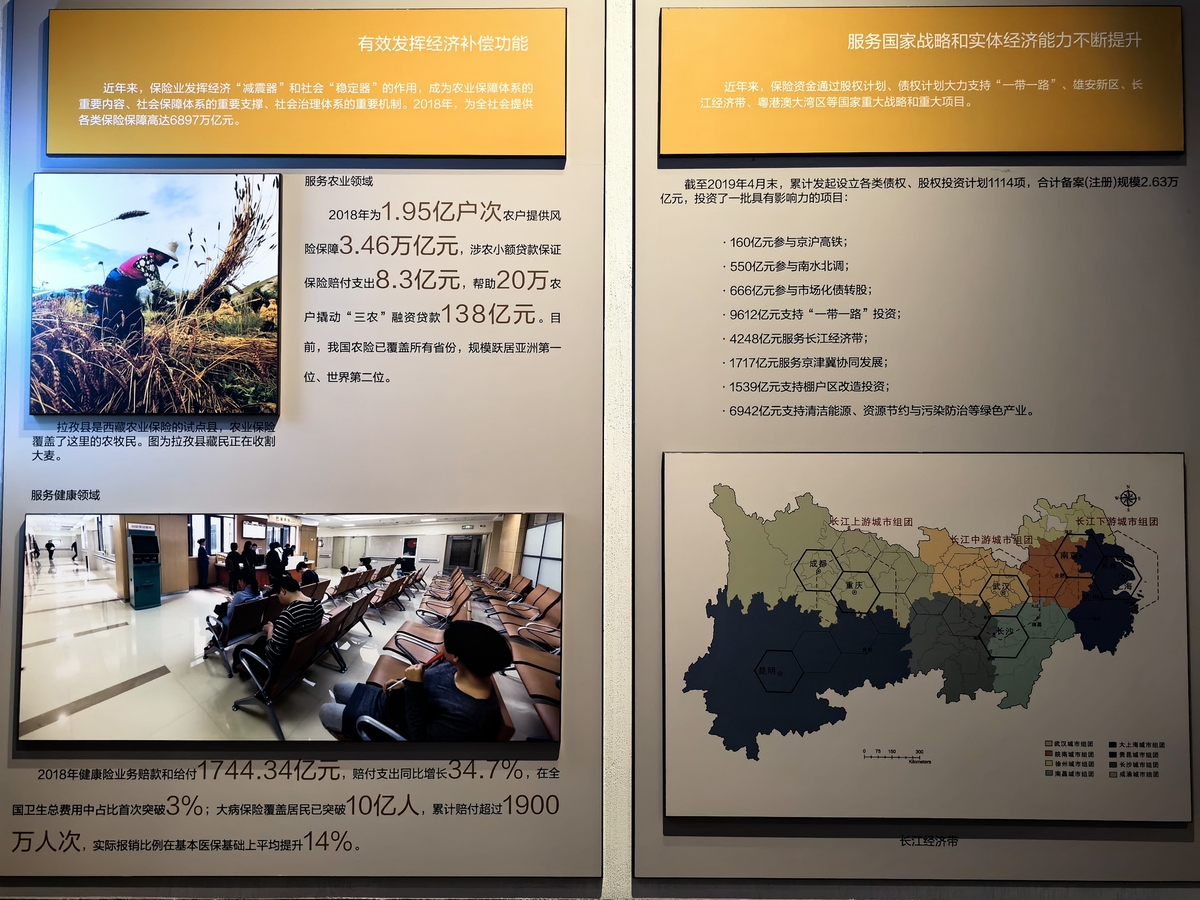 有效发挥经济补偿功能
近年来，保险业发挥经济“减震器”和社会“稳定器”的作用，成为农业保障体系的
重要内容、社会保障体系的重要支撑、社会治理体系的重要机制。2018年，为全社会提供
各类保险保障高达6897万亿元。
服务农业领域
2018年为1.95亿户次农户提供风
险保障3.46万亿元，涉农小额贷款保证
保险赔付支出8.3亿元，帮助20万农
户撬动“三农”融资贷款138亿元。目
前，我国农险已覆盖所有省份，规模跃居亚洲第一
位、世界第二位。
拉孜县是西藏农业保险的试点县，农业保险
覆盖了这里的农牧民。图为拉孜县藏民正在收割
大麦。
服务健康领域
2018年健康险业务赔款和给付1744.34亿元，赔付支出同比增长34.7%，在全
国卫生总费用中占比首次突破3%；大病保险覆盖居民已突破10亿人，累计赔付超过1900
万人次，实际报销比例在基本医保基础上平均提升14%。
服务国家战略和实体经济能力不断提升
近年来，保险资金通过股权计划、债权计划大力支持“一带一路”、雄安新区、长
江经济带、粤港澳大湾区等国家重大战略和重大项目。
截至2019年4月末，累计发起设立各类债权、股权投资计划1114项，合计备案(注册)规模2.63万
亿元，投资了一批具有影响力的项目：
·160亿元参与京沪高铁；
·550亿元参与南水北调；
·666亿元参与市场化债转股；
·9612亿元支持“一带一路”投资；
·4248亿元服务长江经济带；
·1717亿元服务京津冀协同发展；
·1539亿元支持棚户区改造投资；
·6942亿元支持清洁能源、资源节约与污染防治等绿色产业。
长江上游城市组团
长江中游城市组团
长江下游城市组团
成都
重庆
武汉
南京
上海
长沙
昆明
0 75 150 300
Kilometers
武汉城市组团
皖南城市组团
徐州城市组团
南昌城市组团
大上海城市组团
贵昆城市组团
长沙城市组团
成渝城市组团
长江经济带